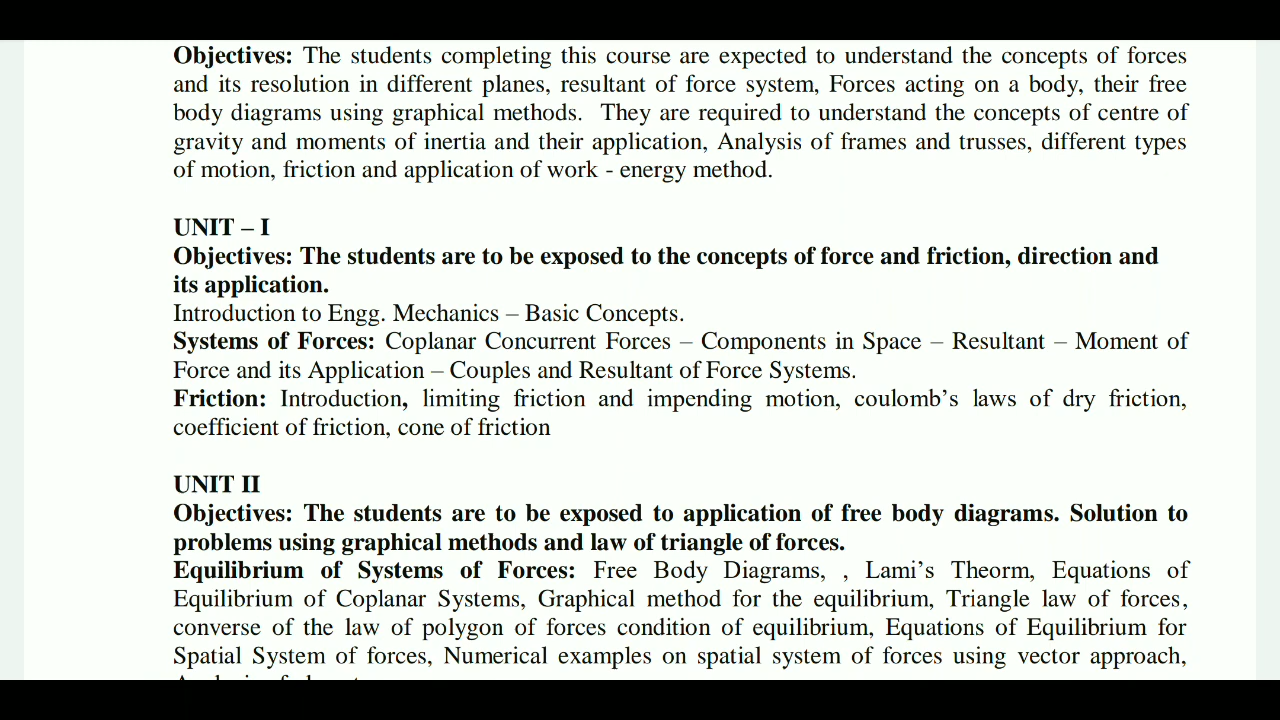 Objectives: The students completing this course are expected to understand the concepts of forces
and its resolution in different planes, resultant of force system, Forces acting on a body, their free
body diagrams using graphical methods. They are required to understand the concepts of centre of
gravity and moments of inertia and their application, Analysis of frames and trusses, different types
of motion, friction and application of work - energy method.
UNIT – I
Objectives: The students are to be exposed to the concepts of force and friction, direction and
its application.
Introduction to Engg. Mechanics – Basic Concepts.
Systems of Forces: Coplanar Concurrent Forces – Components in Space – Resultant – Moment of
Force and its Application – Couples and Resultant of Force Systems.
Friction: Introduction, limiting friction and impending motion, coulomb’s laws of dry friction,
coefficient of friction, cone of friction
UNIT II
Objectives: The students are to be exposed to application of free body diagrams. Solution to
problems using graphical methods and law of triangle of forces.
Equilibrium of Systems of Forces: Free Body Diagrams, , Lami’s Theorm, Equations of
Equilibrium of Coplanar Systems, Graphical method for the equilibrium, Triangle law of forces,
converse of the law of polygon of forces condition of equilibrium, Equations of Equilibrium for
Spatial System of forces, Numerical examples on spatial system of forces using vector approach,